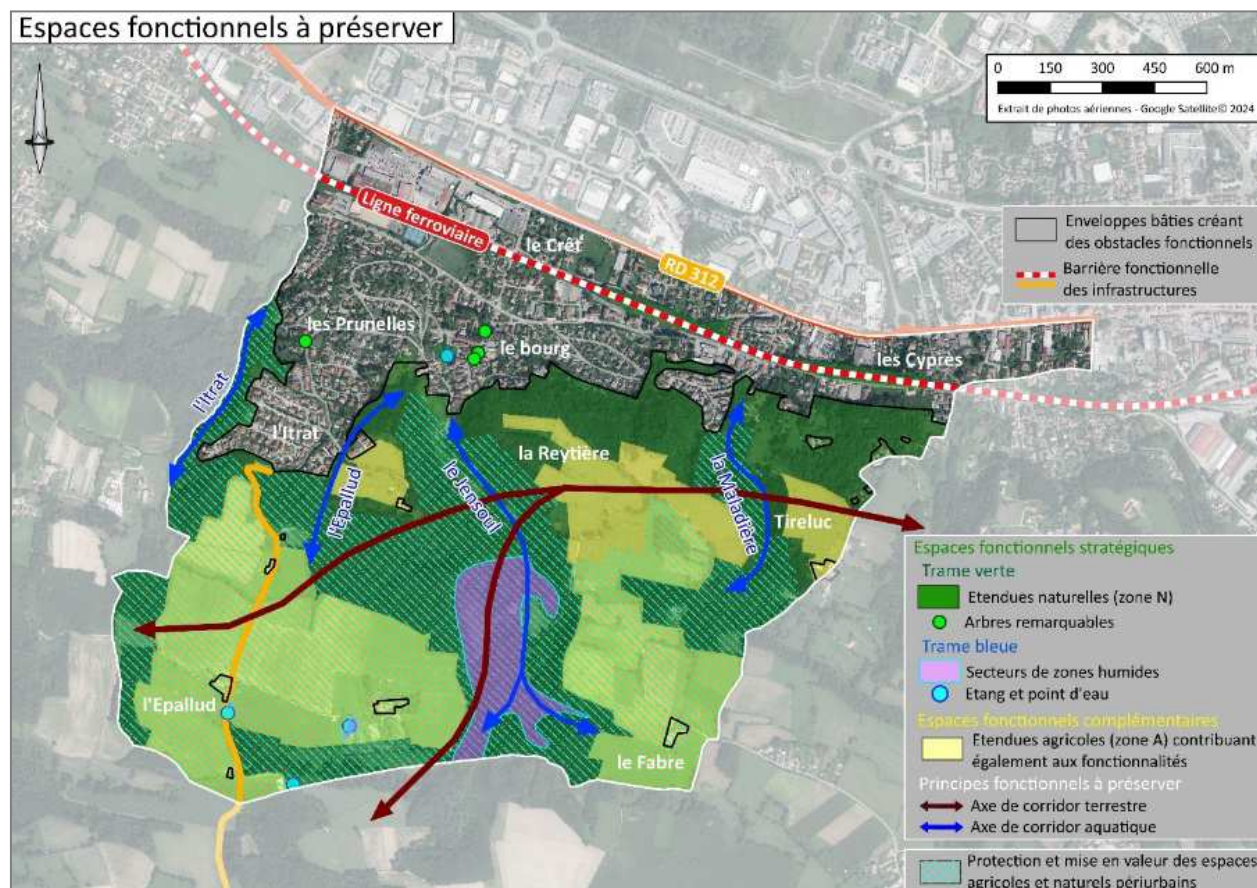 Espaces fonctionnels à préserver
0 150 300 450 600 m
Extrait de photos aériennes - Google Satellite© 2024
Enveloppes bâties créant
des obstacles fonctionnels
Barrière fonctionnelle
des infrastructures
Ligne ferroviaire
le Crêt
RD 312
les Cyprès
les Prunelles
le bourg
l'Itrat
l'Itrat
l'Epallud
le Jensoul
la Reytière
la Maladière
Tireluc
l'Epallud
le Fabre
Espaces fonctionnels stratégiques
Trame verte
Etendues naturelles (zone N)
Arbres remarquables
Trame bleue
Secteurs de zones humides
Etang et point d'eau
Espaces fonctionnels complémentaires
Etendues agricoles (zone A) contribuant
également aux fonctionnalités
Principes fonctionnels à préserver
Axe de corridor terrestre
Axe de corridor aquatique
Protection et mise en valeur des espaces
agricoles et naturels périurbains